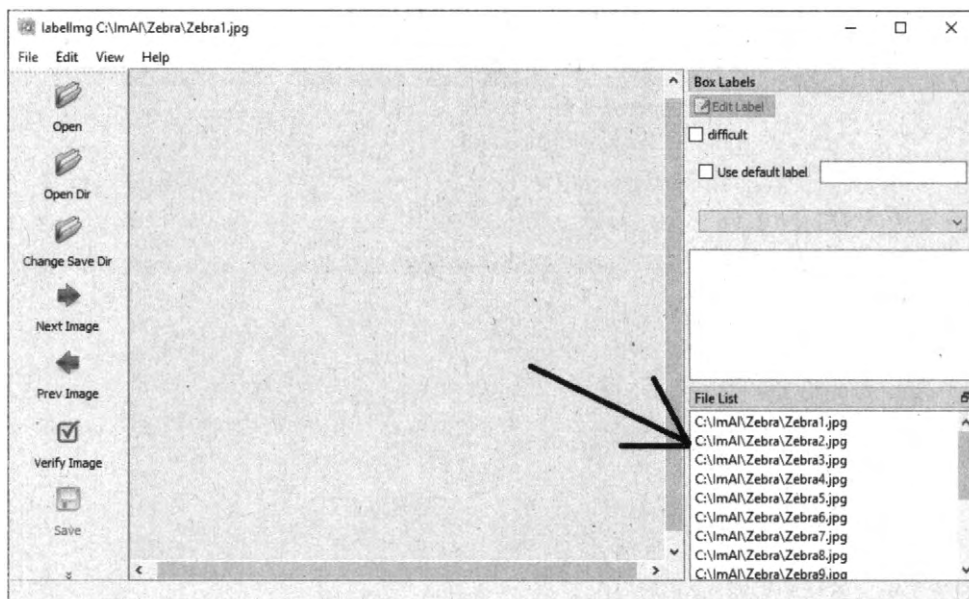 labelImg C:\ImAI\Zebra\Zebra1.jpg
File Edit View Help
Open
Open Dir
Change Save Dir
Next Image
Prev Image
Verify Image
Save
Box Labels
Edit Label
difficult
Use default label
File List
C:\ImAI\Zebra\Zebra1.jpg
C:\ImAI\Zebra\Zebra2.jpg
C:\ImAI\Zebra\Zebra3.jpg
C:\ImAI\Zebra\Zebra4.jpg
C:\ImAI\Zebra\Zebra5.jpg
C:\ImAI\Zebra\Zebra6.jpg
C:\ImAI\Zebra\Zebra7.jpg
C:\ImAI\Zebra\Zebra8.jpg
C:\ImAI\Zebra\Zebra9.jpg